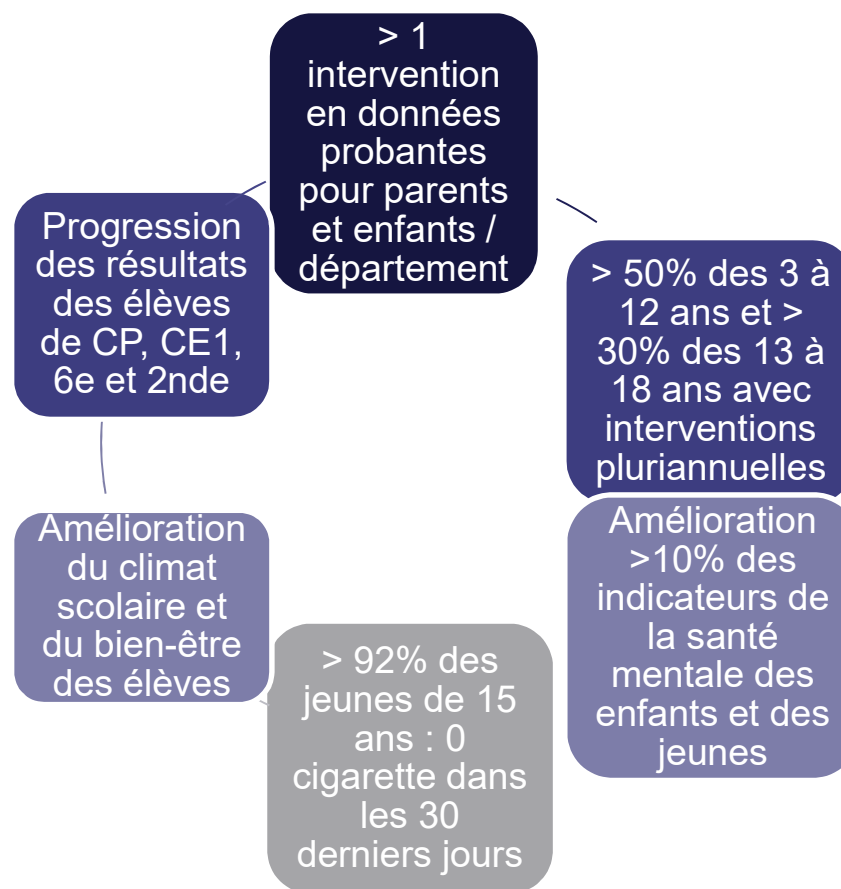 > 1
intervention
en données
probantes
pour parents
et enfants /
département
> 50% des 3 à
12 ans et >
30% des 13 à
18 ans avec
interventions
pluriannuelles
Amélioration
>10% des
indicateurs de
la santé
mentale des
enfants et des
jeunes
> 92% des
jeunes de 15
ans : 0
cigarette dans
les 30
derniers jours
Amélioration
du climat
scolaire et
du bien-être
des élèves
Progression
des résultats
des élèves
de CP, CE1,
6e et 2nde